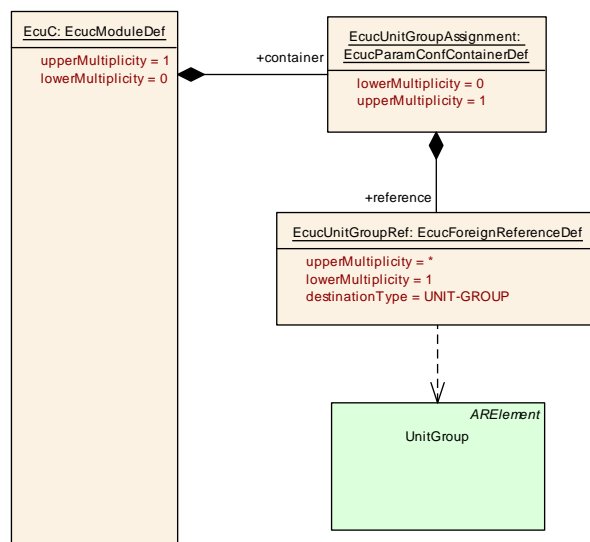 EcuC: EcucModuleDef
upperMultiplicity = 1
lowerMultiplicity = 0
+container
EcucUnitGroupAssignment:
EcucParamConfContainerDef
lowerMultiplicity = 0
upperMultiplicity = 1
+reference
EcucUnitGroupRef: EcucForeignReferenceDef
upperMultiplicity = *
lowerMultiplicity = 1
destinationType = UNIT-GROUP
ARElement
UnitGroup